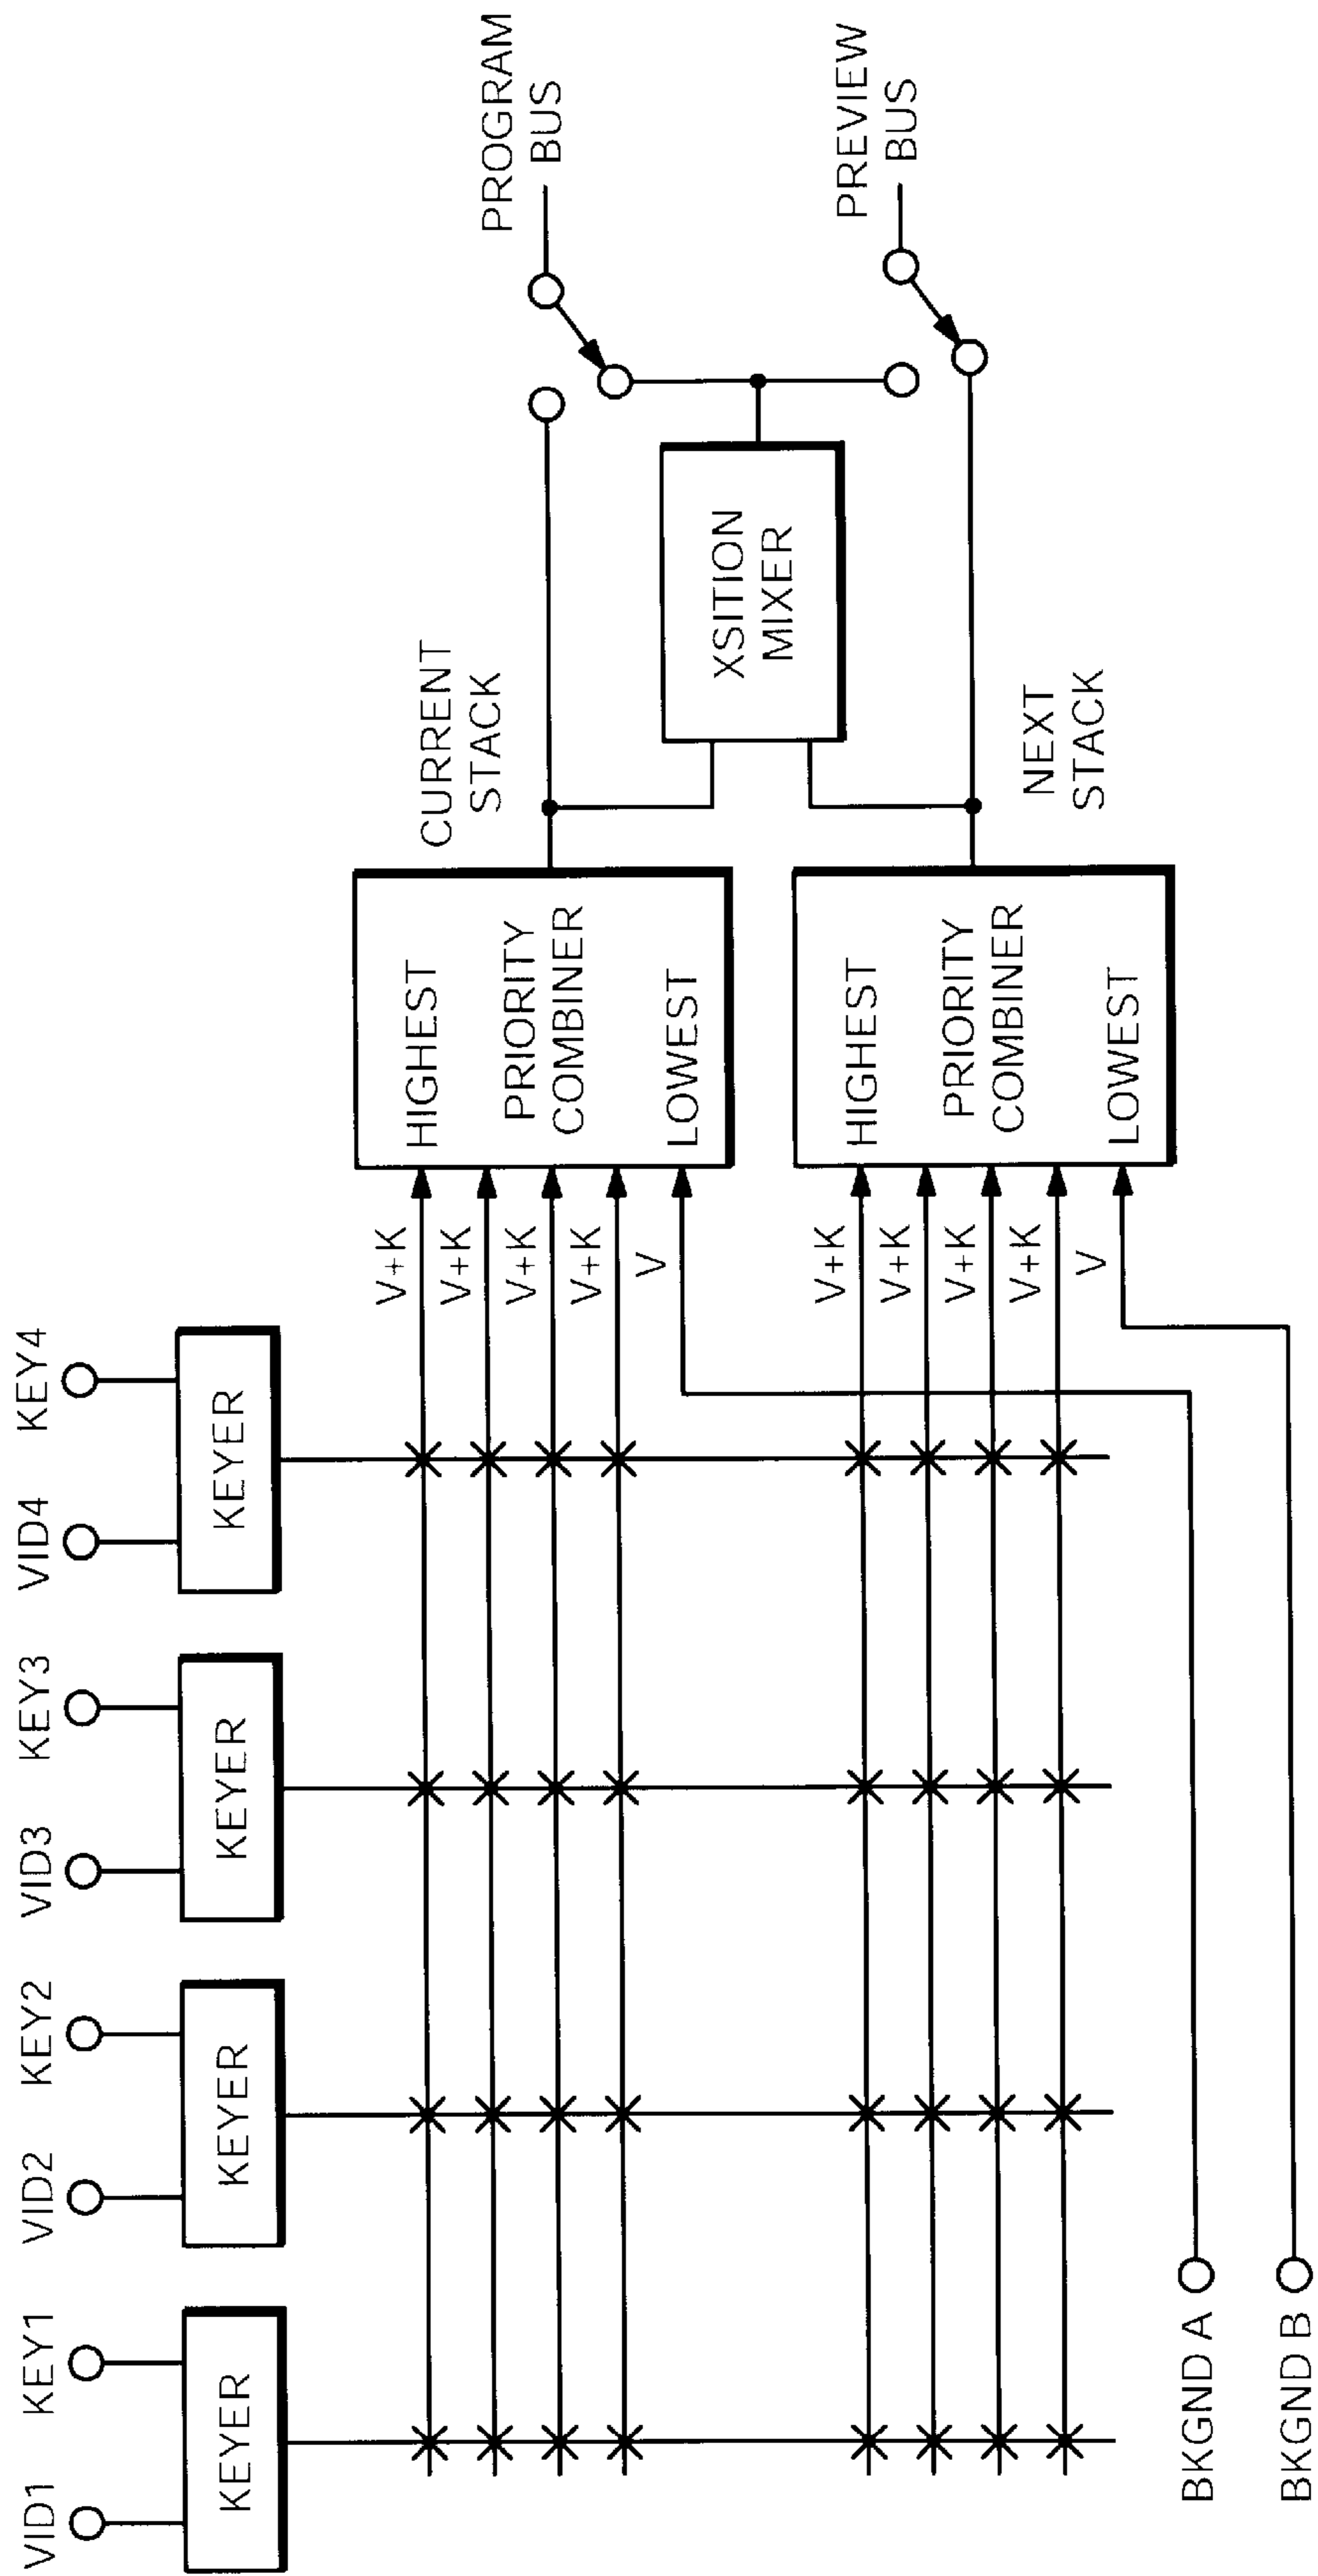 VID1
KEY1
VID2
KEY2
VID3
KEY3
VID4
KEY4
KEYER
KEYER
KEYER
KEYER
V+K
V+K
V+K
V+K
V
HIGHEST
PRIORITY
COMBINER
LOWEST
CURRENT
STACK
PROGRAM
BUS
XSITION
MIXER
V+K
V+K
V+K
V+K
V
HIGHEST
PRIORITY
COMBINER
LOWEST
NEXT
STACK
PREVIEW
BUS
BKGND A
BKGND B